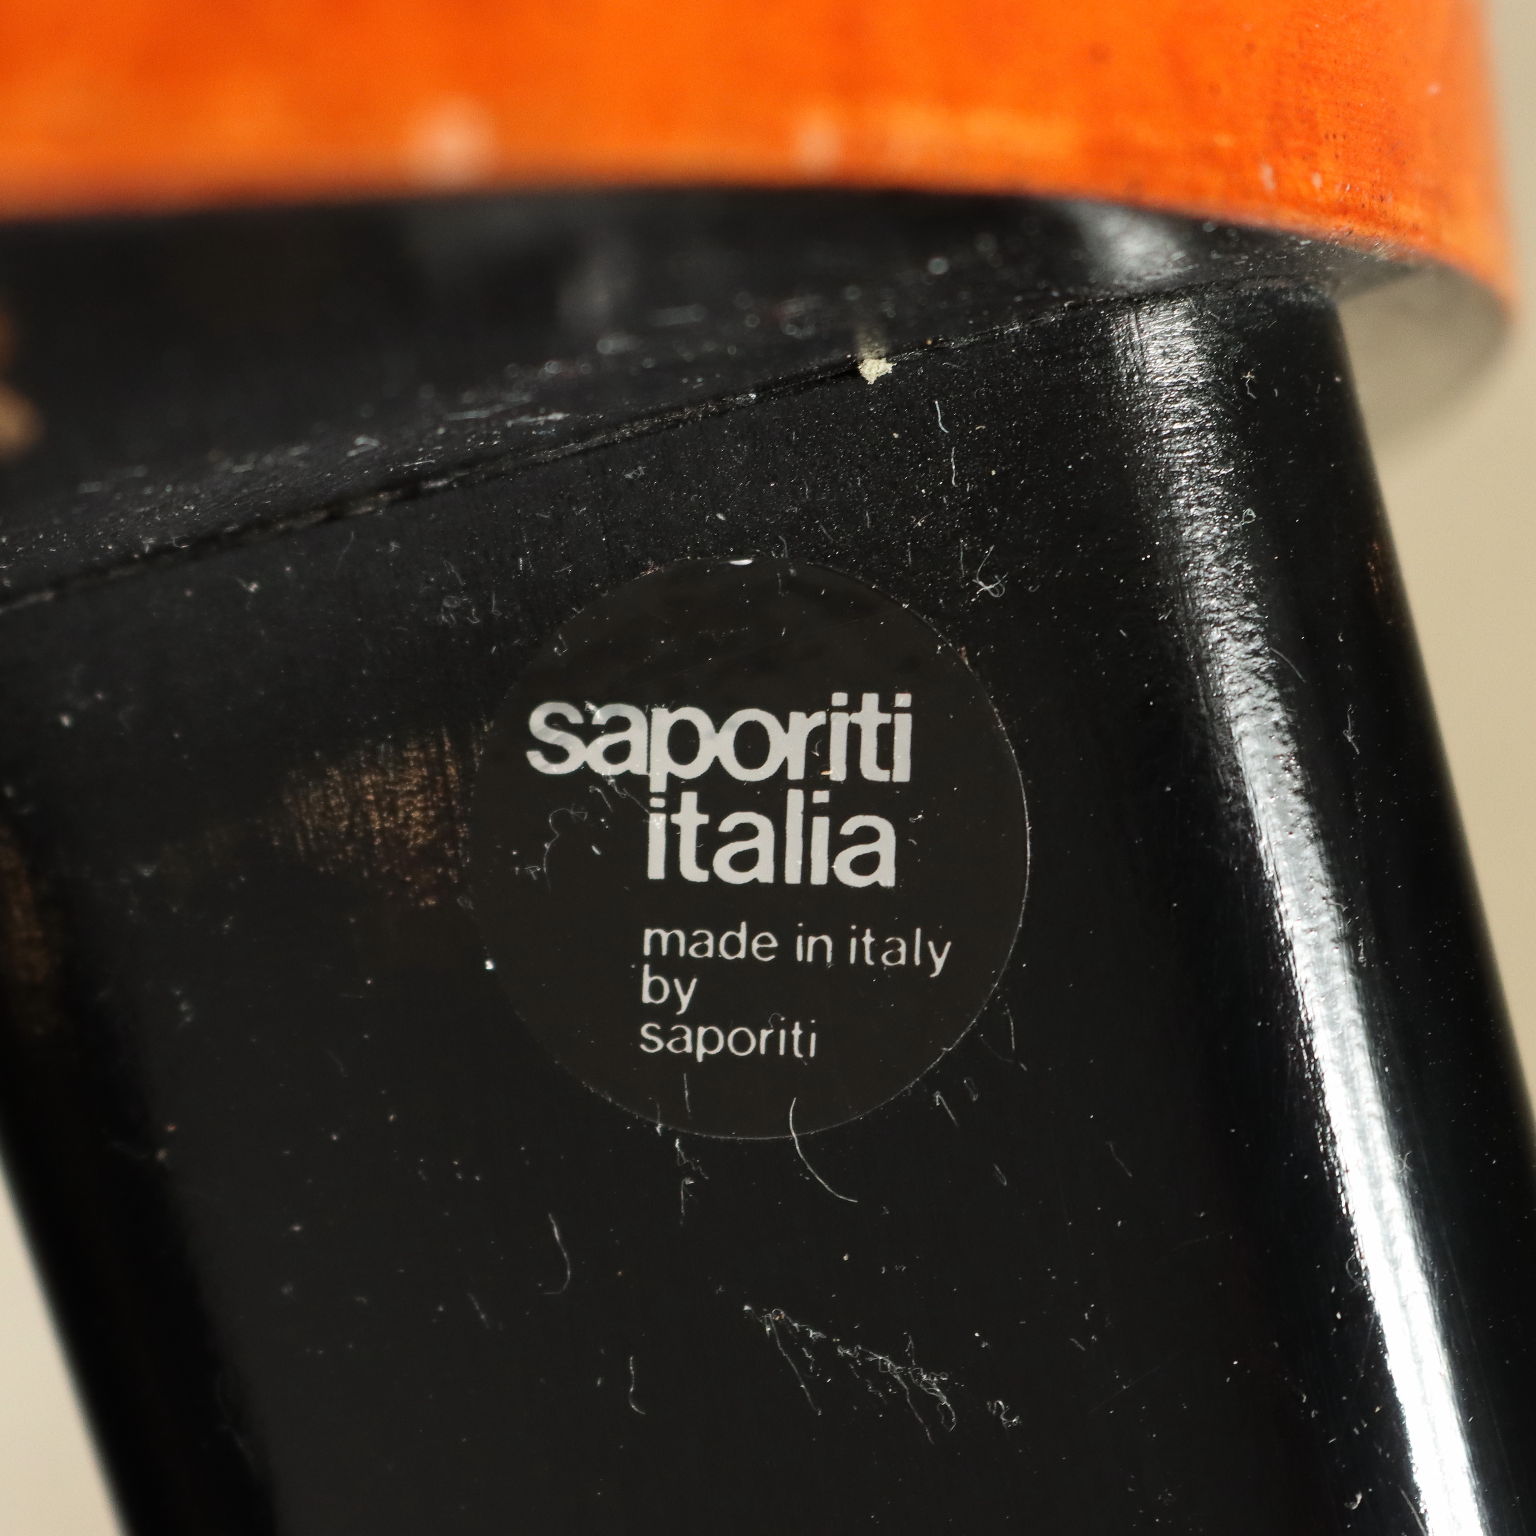 saporiti
italia
made in italy
by
saporiti